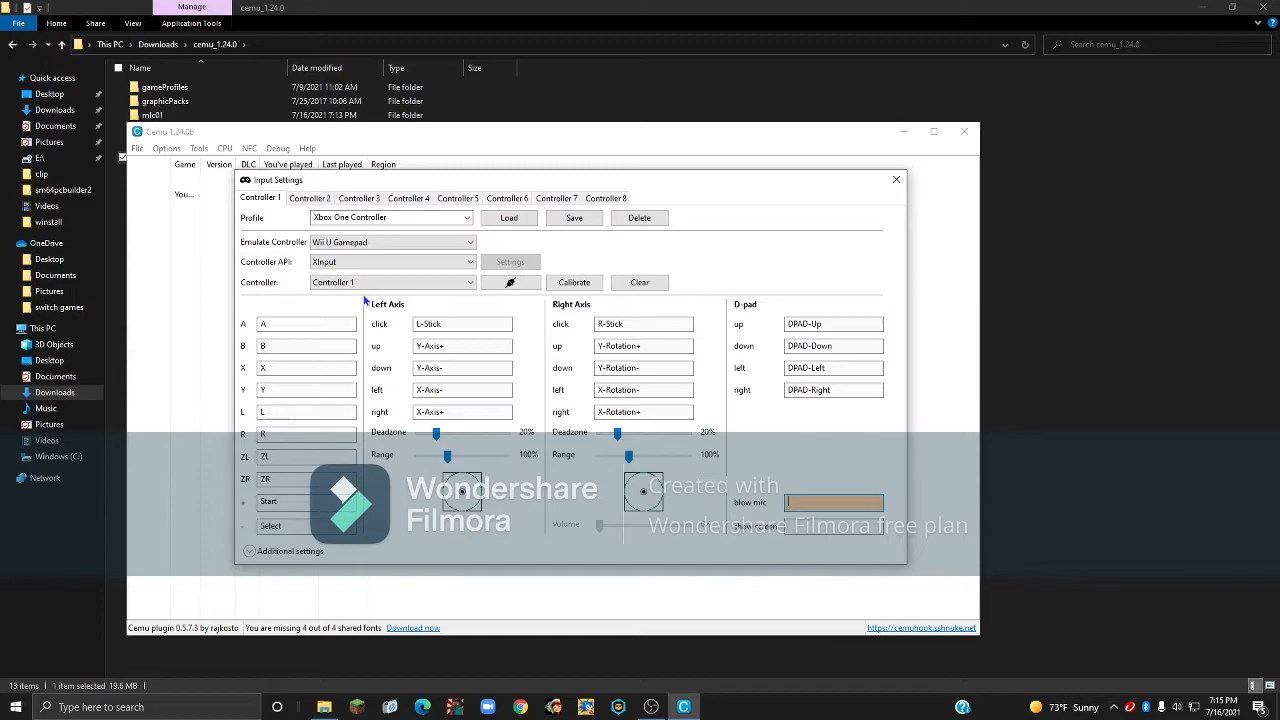 Manage
cemu_1.24.0
File Home Share View Application Tools
This PC Downloads cemu_1.24.0
Search cemu_1.24.0
Name Date modified Type Size
Quick access
Desktop
Downloads
Documents
Pictures
E:\
clip
sm64pcbuilder2
Videos
winstall
OneDrive
Desktop
Documents
Pictures
switch games
This PC
3D Objects
Desktop
Documents
Downloads
Music
Pictures
Videos
Windows (C:)
Network
gameProfiles 7/9/2021 11:02 AM File folder
graphicPacks 7/25/2017 10:06 AM File folder
mlc01 7/16/2021 7:13 PM File folder
Cemu 1.24.0b
File Options Tools CPU NFC Debug Help
Game Version DLC You've played Last played Region
You...
Input Settings
Controller 1 Controller 2 Controller 3 Controller 4 Controller 5 Controller 6 Controller 7 Controller 8
Profile Xbox One Controller Load Save Delete
Emulate Controller Wii U Gamepad
Controller API: XInput Settings
Controller: Controller 1 Calibrate Clear
Left Axis Right Axis D-pad
A A click L-Stick click R-Stick up DPAD-Up
B B up Y-Axis+ up Y-Rotation+ down DPAD-Down
X X down Y-Axis- down Y-Rotation- left DPAD-Left
Y Y left X-Axis- left X-Rotation- right DPAD-Right
L L right X-Axis+ right X-Rotation+
R R Deadzone 20% Deadzone 20%
ZL ZL Range 100% Range 100%
ZR ZR
+ Start blow mic
- Select Volume
Additional settings
Wondershare
Filmora
Created with
Wondershare Filmora free plan
Cemu plugin 0.5.7.3 by rajkosto You are missing 4 out of 4 shared fonts Download now https://cemuhook.sshnuke.net
13 items 1 item selected 19.6 MB
Type here to search
73°F Sunny
7:15 PM
7/16/2021